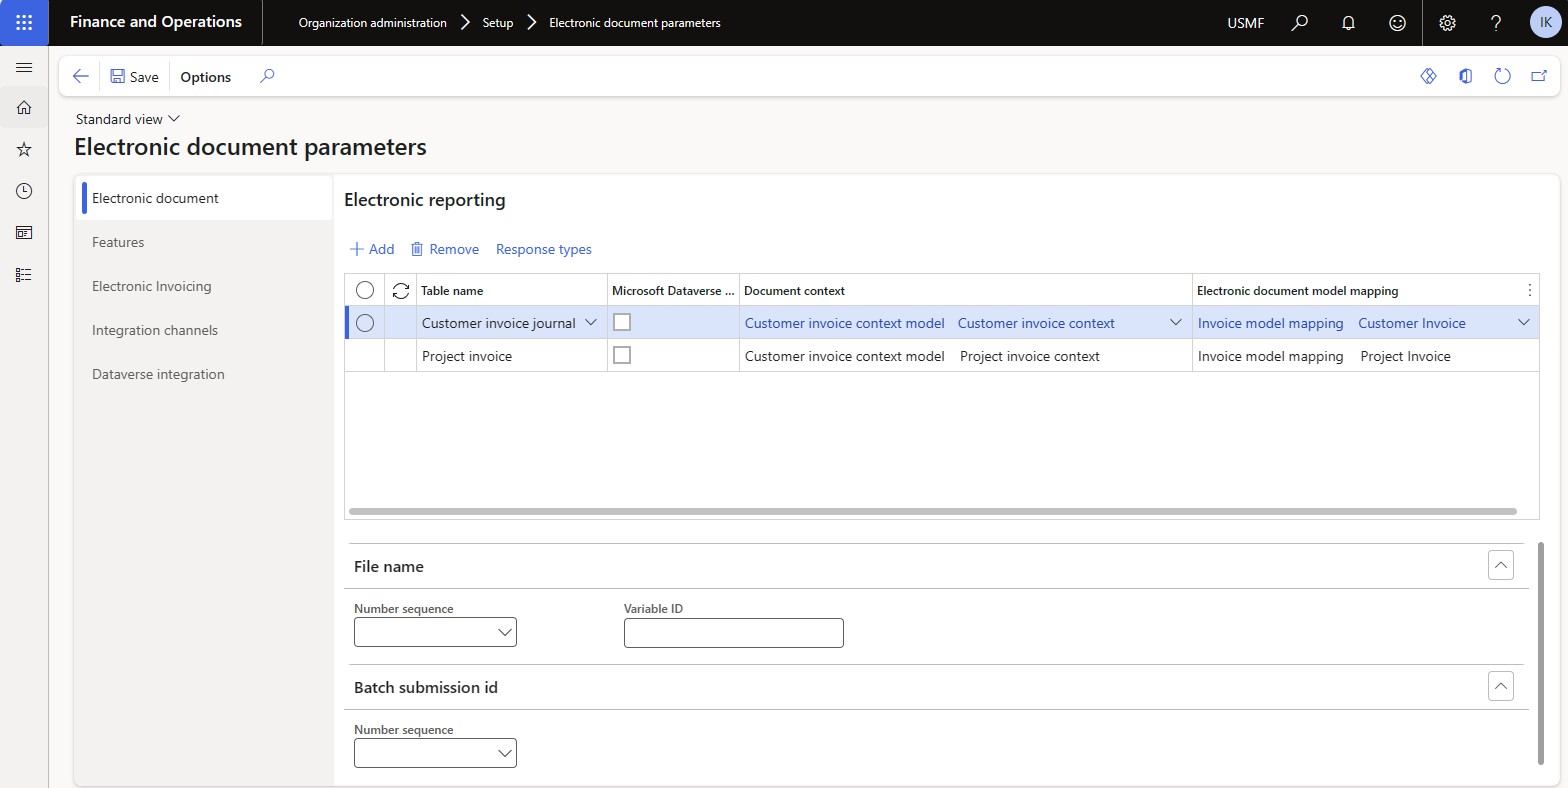 Finance and Operations
Organization administration Setup Electronic document parameters
USMF
IK
Save Options
Standard view
Electronic document parameters
Electronic document
Features
Electronic Invoicing
Integration channels
Dataverse integration
Electronic reporting
Add Remove Response types
Table name Microsoft Dataverse ... Document context Electronic document model mapping
Customer invoice journal Customer invoice context model Customer invoice context Invoice model mapping Customer Invoice
Project invoice Customer invoice context model Project invoice context Invoice model mapping Project Invoice
File name
Number sequence Variable ID
Batch submission id
Number sequence